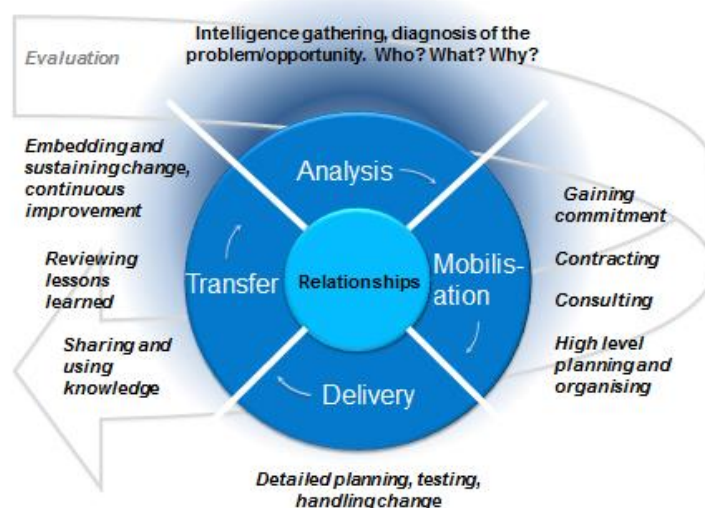 Evaluation
Intelligence gathering, diagnosis of the
problem/opportunity. Who? What? Why?
Embedding and
sustaining change,
continuous
improvement
Reviewing
lessons
learned
Sharing and
using
knowledge
Analysis
Transfer
Relationships
Mobilis-
ation
Delivery
Gaining
commitment
Contracting
Consulting
High level
planning and
organising
Detailed planning, testing,
handling change